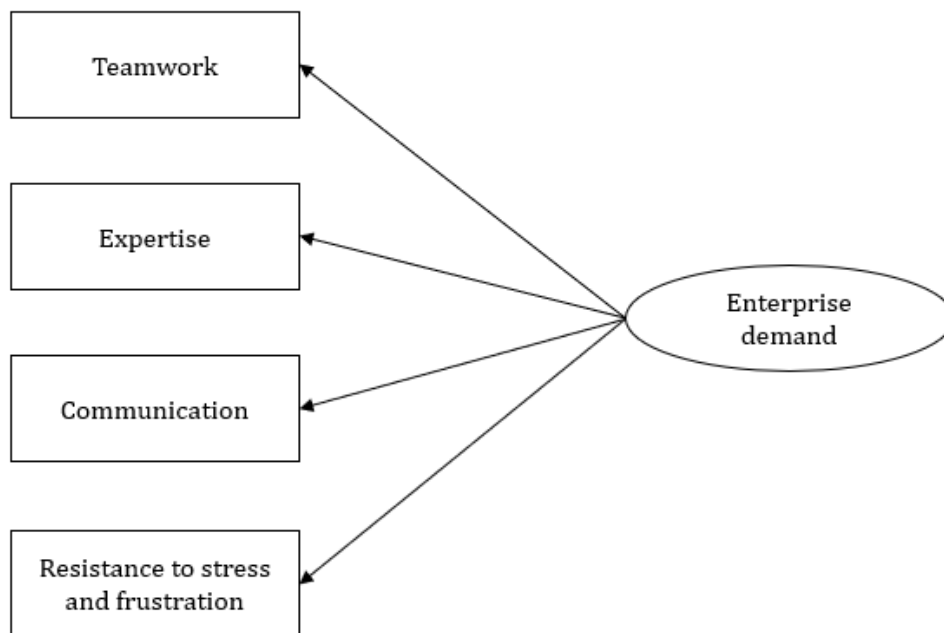 Teamwork
Expertise
Enterprise
demand
Communication
Resistance to stress
and frustration